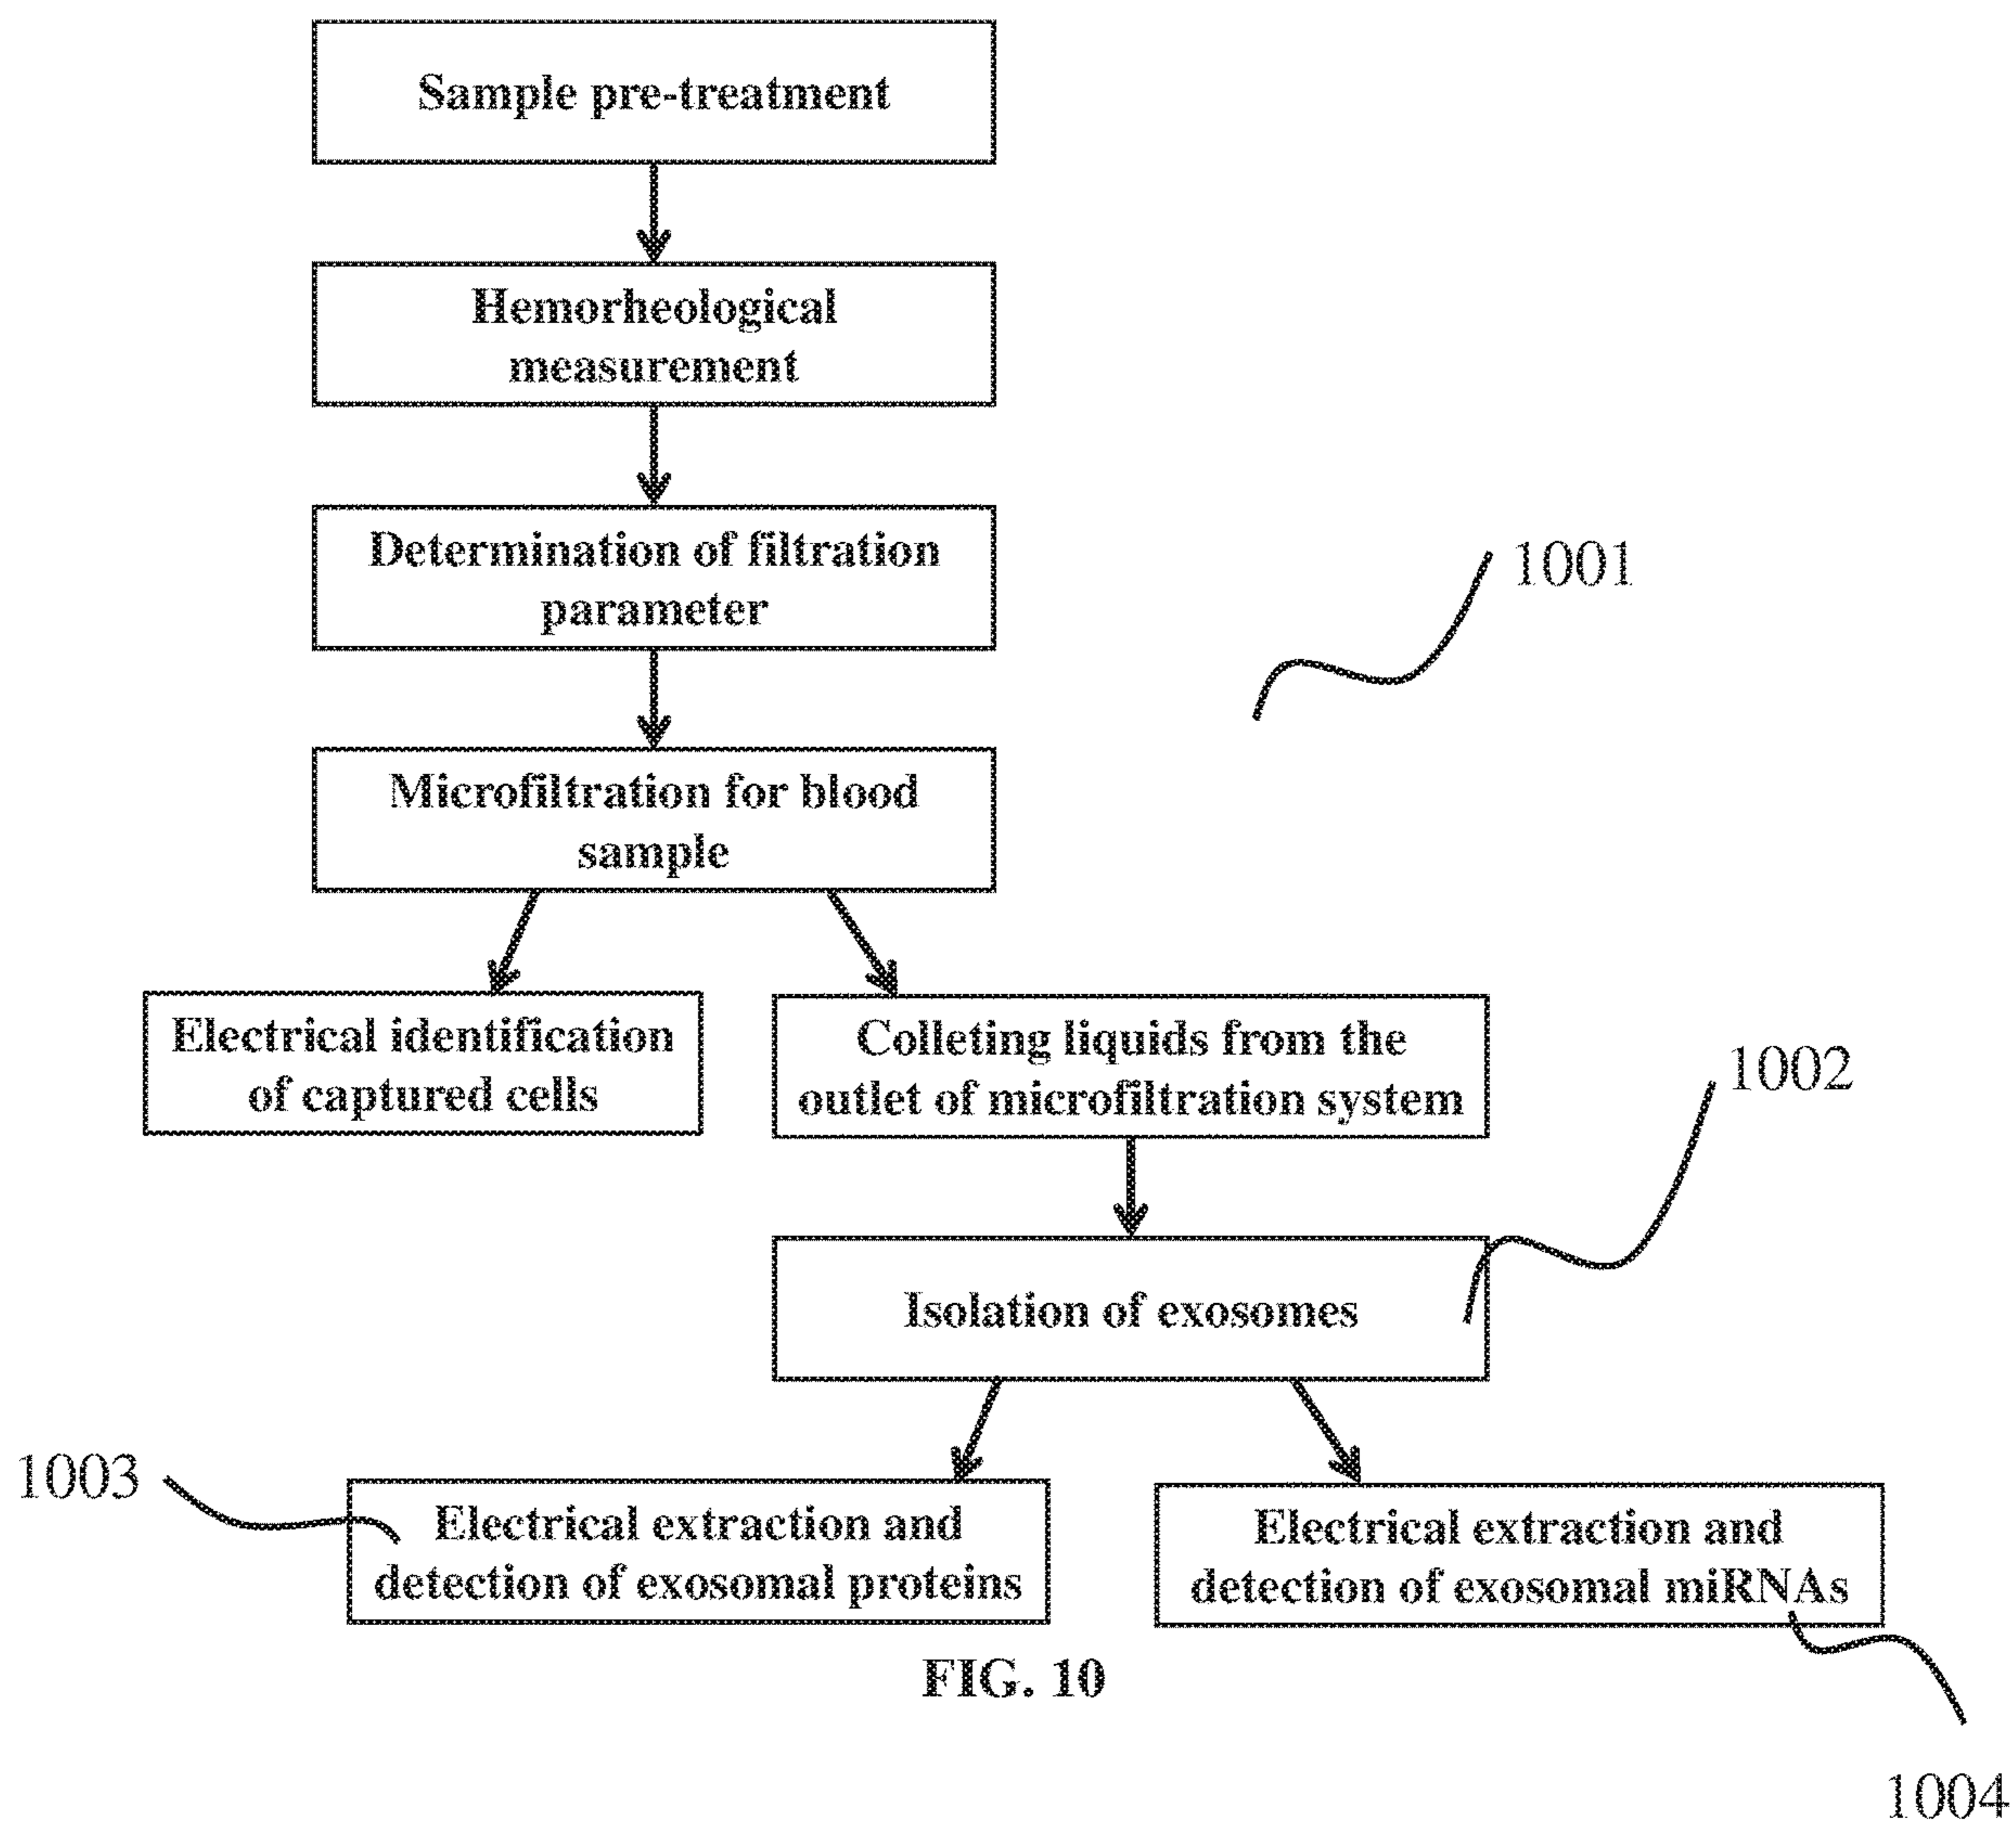 Sample pre-treatment
Hemorheological
measurement
Determination of filtration
parameter
1001
Microfiltration for blood
sample
Electrical identification
of captured cells
Colleting liquids from the
outlet of microfiltration system
1002
Isolation of exosomes
1003
Electrical extraction and
detection of exosomal proteins
Electrical extraction and
detection of exosomal miRNAs
FIG. 10
1004